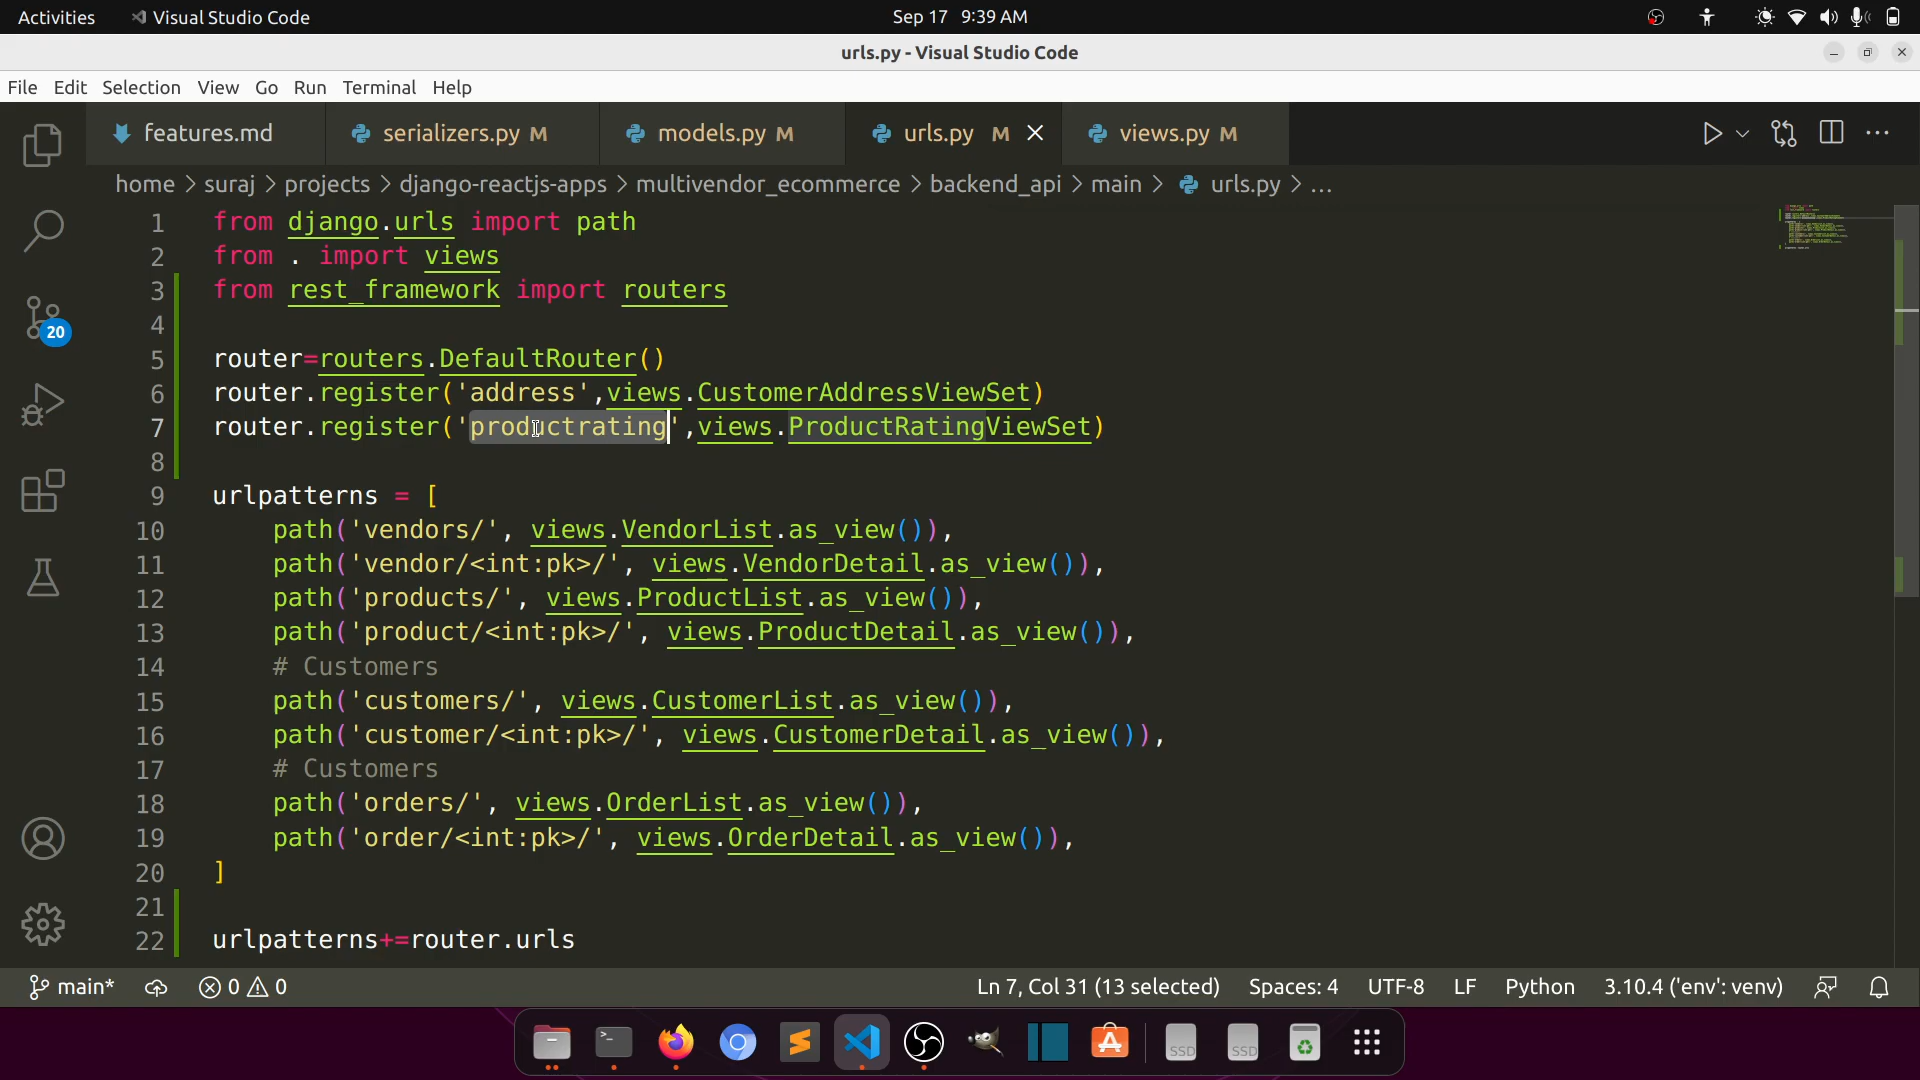 Activities Visual Studio Code Sep 17 9:39 AM
urls.py - Visual Studio Code
File Edit Selection View Go Run Terminal Help
features.md serializers.py M models.py M urls.py M views.py M
home > suraj > projects > django-reactjs-apps > multivendor_ecommerce > backend_api > main > urls.py > ...
1 from django.urls import path
2 from . import views
3 from rest_framework import routers
4
5 router=routers.DefaultRouter()
6 router.register('address',views.CustomerAddressViewSet)
7 router.register('productrating',views.ProductRatingViewSet)
8
9 urlpatterns = [
10 path('vendors/', views.VendorList.as_view()),
11 path('vendor/<int:pk>/', views.VendorDetail.as_view()),
12 path('products/', views.ProductList.as_view()),
13 path('product/<int:pk>/', views.ProductDetail.as_view()),
14 # Customers
15 path('customers/', views.CustomerList.as_view()),
16 path('customer/<int:pk>/', views.CustomerDetail.as_view()),
17 # Customers
18 path('orders/', views.OrderList.as_view()),
19 path('order/<int:pk>/', views.OrderDetail.as_view()),
20 ]
21
22 urlpatterns+=router.urls
20
main* 0 0 Ln 7, Col 31 (13 selected) Spaces: 4 UTF-8 LF Python 3.10.4 ('env': venv)
SSD SSD